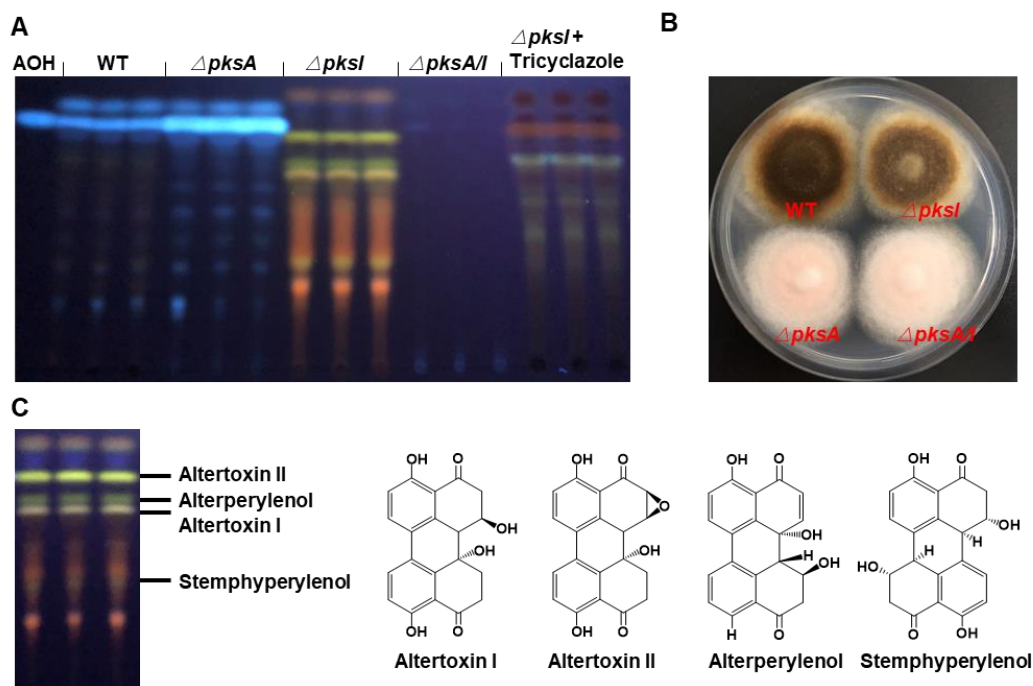 A
AOH WT △pksA △pksI △pksA/I △pksI + Tricyclazole
B
WT △pksI
△pksA △pksA/I
C
Altertoxin II
Alterperylenol
Altertoxin I
Stemphyperylenol
OH O OH O OH O OH O
O
OH OH
OH OH OH H
H OH H
HO
OH O OH O H O O OH
Altertoxin I Altertoxin II Alterperylenol Stemphyperylenol